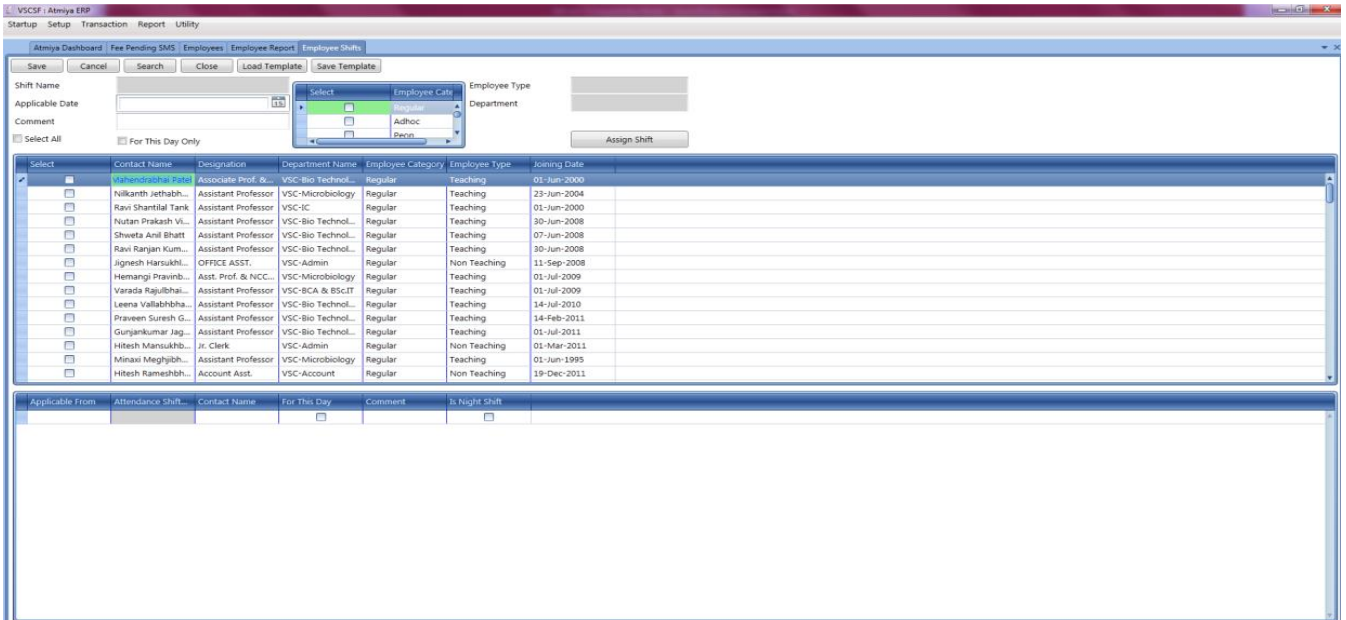 VSCSF : Atmiya ERP
Startup Setup Transaction Report Utility
Atmiya Dashboard Fee Pending SMS Employees Employee Report Employee Shifts
Save Cancel Search Close Load Template Save Template
Shift Name
Applicable Date 15
Comment
Select All For This Day Only
Select Employee Cate
Regular
Adhoc
Peon
Employee Type
Department
Assign Shift
Select Contact Name Designation Department Name Employee Category Employee Type Joining Date
Mahendrabhai Patel Associate Prof. &... VSC-Bio Technol... Regular Teaching 01-Jun-2000
Nilkanth Jethabh... Assistant Professor VSC-Microbiology Regular Teaching 23-Jun-2004
Ravi Shantilal Tank Assistant Professor VSC-IC Regular Teaching 01-Jun-2000
Nutan Prakash Vi... Assistant Professor VSC-Bio Technol... Regular Teaching 30-Jun-2008
Shweta Anil Bhatt Assistant Professor VSC-Bio Technol... Regular Teaching 07-Jun-2008
Ravi Ranjan Kum... Assistant Professor VSC-Bio Technol... Regular Teaching 30-Jun-2008
Jignesh Harsukhl... OFFICE ASST. VSC-Admin Regular Non Teaching 11-Sep-2008
Hemangi Pravinb... Asst. Prof. & NCC... VSC-Microbiology Regular Teaching 01-Jul-2009
Varada Rajulbhai... Assistant Professor VSC-BCA & BSc.IT Regular Teaching 01-Jul-2009
Leena Vallabhbha... Assistant Professor VSC-Bio Technol... Regular Teaching 14-Jul-2010
Praveen Suresh G... Assistant Professor VSC-Bio Technol... Regular Teaching 14-Feb-2011
Gunjankumar Jag... Assistant Professor VSC-Bio Technol... Regular Teaching 01-Jul-2011
Hitesh Mansukhb... Jr. Clerk VSC-Admin Regular Non Teaching 01-Mar-2011
Minaxi Meghjibh... Assistant Professor VSC-Microbiology Regular Teaching 01-Jun-1995
Hitesh Rameshbh... Account Asst. VSC-Account Regular Non Teaching 19-Dec-2011
Applicable From Attendance Shift... Contact Name For This Day Comment Is Night Shift